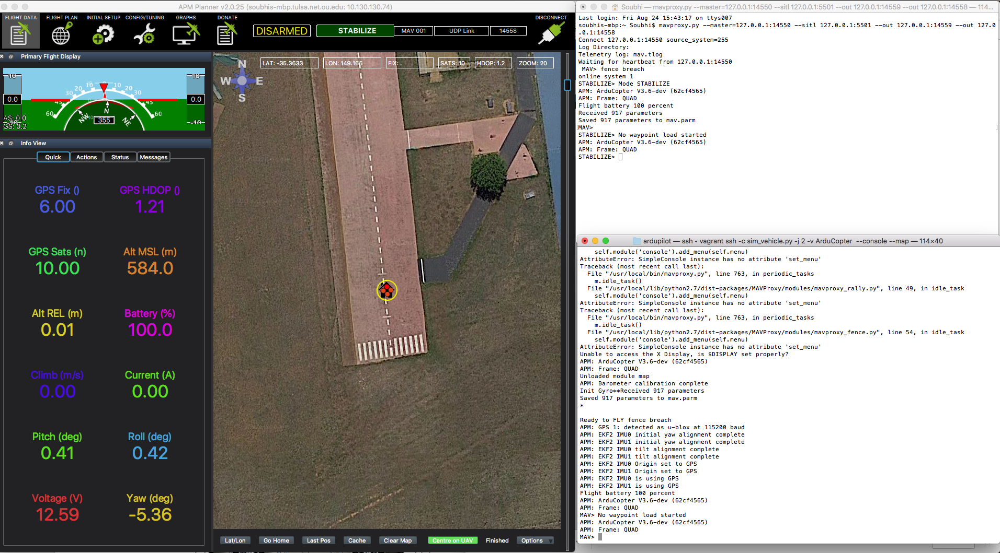 APM Planner v2.0.25 (soubhis-mbp.tulsa.net.ou.edu: 10.130.130.74)
FLIGHT DATA
FLIGHT PLAN
INITIAL SETUP
CONFIG/TUNING
GRAPHS
DONATE
DISARMED
STABILIZE
MAV 001
UDP Link
14558
DISCONNECT
Primary Flight Display
10
10
30
20
10
10
20
30
45
45
60
60
0.0
0.0
N
NW
NE
355
AS: 0.0
GS: 0.2
-10
-10
Info View
Quick
Actions
Status
Messages
GPS Fix ()
6.00
GPS HDOP ()
1.21
GPS Sats (n)
10.00
Alt MSL (m)
584.0
Alt REL (m)
0.01
Battery (%)
100.0
Climb (m/s)
0.00
Current (A)
0.00
Pitch (deg)
0.41
Roll (deg)
0.42
Voltage (V)
12.59
Yaw (deg)
-5.36
N
W
E
S
LAT: -35.3633
LON: 149.165
FIX: .
SATS: 10
HDOP: 1.2
ZOOM: 20
Lat/Lon
Go Home
Last Pos
Cache
Clear Map
Centre on UAV
Finished
Options
Soubhi — mavproxy.py --master=127.0.0.1:14550 --sitl 127.0.0.1:5501 --out 127.0.0.1:14559 --out 127.0.0.1:14558 — 114...
Last login: Fri Aug 24 15:43:17 on ttys007
soubhis-mbp:~ Soubhi$ mavproxy.py --master=127.0.0.1:14550 --sitl 127.0.0.1:5501 --out 127.0.0.1:14559 --out 127.0
.0.1:14558
Connect 127.0.0.1:14550 source_system=255
Log Directory:
Telemetry log: mav.tlog
Waiting for heartbeat from 127.0.0.1:14550
MAV> fence breach
online system 1
STABILIZE> Mode STABILIZE
APM: ArduCopter V3.6-dev (62cf4565)
APM: Frame: QUAD
Flight battery 100 percent
Received 917 parameters
Saved 917 parameters to mav.parm
[MAV> ]
STABILIZE> No waypoint load started
APM: ArduCopter V3.6-dev (62cf4565)
APM: Frame: QUAD
STABILIZE>
ardupilot — ssh ◂ vagrant ssh -c sim_vehicle.py -j 2 -v ArduCopter --console --map — 114×40
self.module('console').add_menu(self.menu)
AttributeError: SimpleConsole instance has no attribute 'set_menu'
Traceback (most recent call last):
File "/usr/local/bin/mavproxy.py", line 763, in periodic_tasks
m.idle_task()
File "/usr/local/lib/python2.7/dist-packages/MAVProxy/modules/mavproxy_rally.py", line 49, in idle_task
self.module('console').add_menu(self.menu)
AttributeError: SimpleConsole instance has no attribute 'set_menu'
Traceback (most recent call last):
File "/usr/local/bin/mavproxy.py", line 763, in periodic_tasks
m.idle_task()
File "/usr/local/lib/python2.7/dist-packages/MAVProxy/modules/mavproxy_fence.py", line 54, in idle_task
self.module('console').add_menu(self.menu)
AttributeError: SimpleConsole instance has no attribute 'set_menu'
Unable to access the X Display, is $DISPLAY set properly?
APM: ArduCopter V3.6-dev (62cf4565)
APM: Frame: QUAD
Unloaded module map
APM: Barometer calibration complete
Init Gyro**Received 917 parameters
Saved 917 parameters to mav.parm
*
Ready to FLY fence breach
APM: GPS 1: detected as u-blox at 115200 baud
APM: EKF2 IMU0 initial yaw alignment complete
APM: EKF2 IMU1 initial yaw alignment complete
APM: EKF2 IMU0 tilt alignment complete
APM: EKF2 IMU1 tilt alignment complete
APM: EKF2 IMU0 Origin set to GPS
APM: EKF2 IMU1 Origin set to GPS
APM: EKF2 IMU0 is using GPS
APM: EKF2 IMU1 is using GPS
Flight battery 100 percent
APM: ArduCopter V3.6-dev (62cf4565)
APM: Frame: QUAD
MAV> No waypoint load started
APM: ArduCopter V3.6-dev (62cf4565)
APM: Frame: QUAD
MAV>